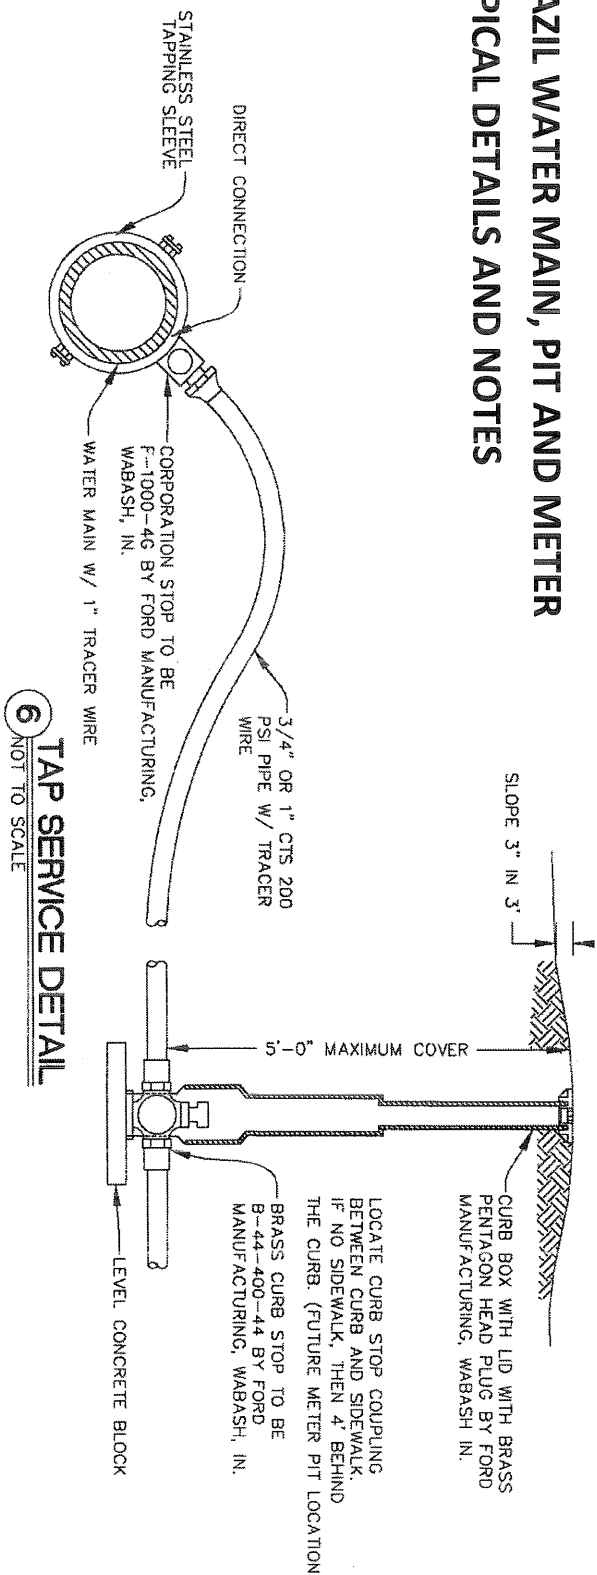 AZIL WATER MAIN, PIT AND METER
PICAL DETAILS AND NOTES
STAINLESS STEEL
TAPPING SLEEVE
DIRECT CONNECTION
CORPORATION STOP TO BE
F-1000-4G BY FORD MANUFACTURING,
WABASH, IN.
WATER MAIN W/ 1" TRACER WIRE
3/4" OR 1" CTS 200
PSI PIPE W/ TRACER
WIRE
SLOPE 3" IN 3'
5'-0" MAXIMUM COVER
CURB BOX WITH LID WITH BRASS
PENTAGON HEAD PLUG BY FORD
MANUFACTURING, WABASH IN.
LOCATE CURB STOP COUPLING
BETWEEN CURB AND SIDEWALK.
IF NO SIDEWALK, THEN 4' BEHIND
THE CURB. (FUTURE METER PIT LOCATION
BRASS CURB STOP TO BE
B-44-400-44 BY FORD
MANUFACTURING, WABASH, IN.
LEVEL CONCRETE BLOCK
6 TAP SERVICE DETAIL
NOT TO SCALE